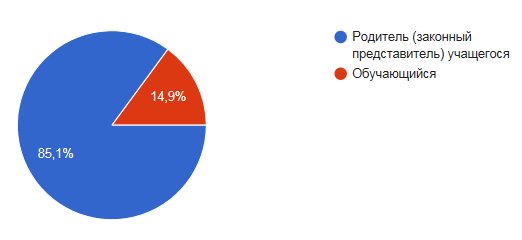 Родитель (законный
представитель) учащегося
Обучающийся
14,9%
85,1%